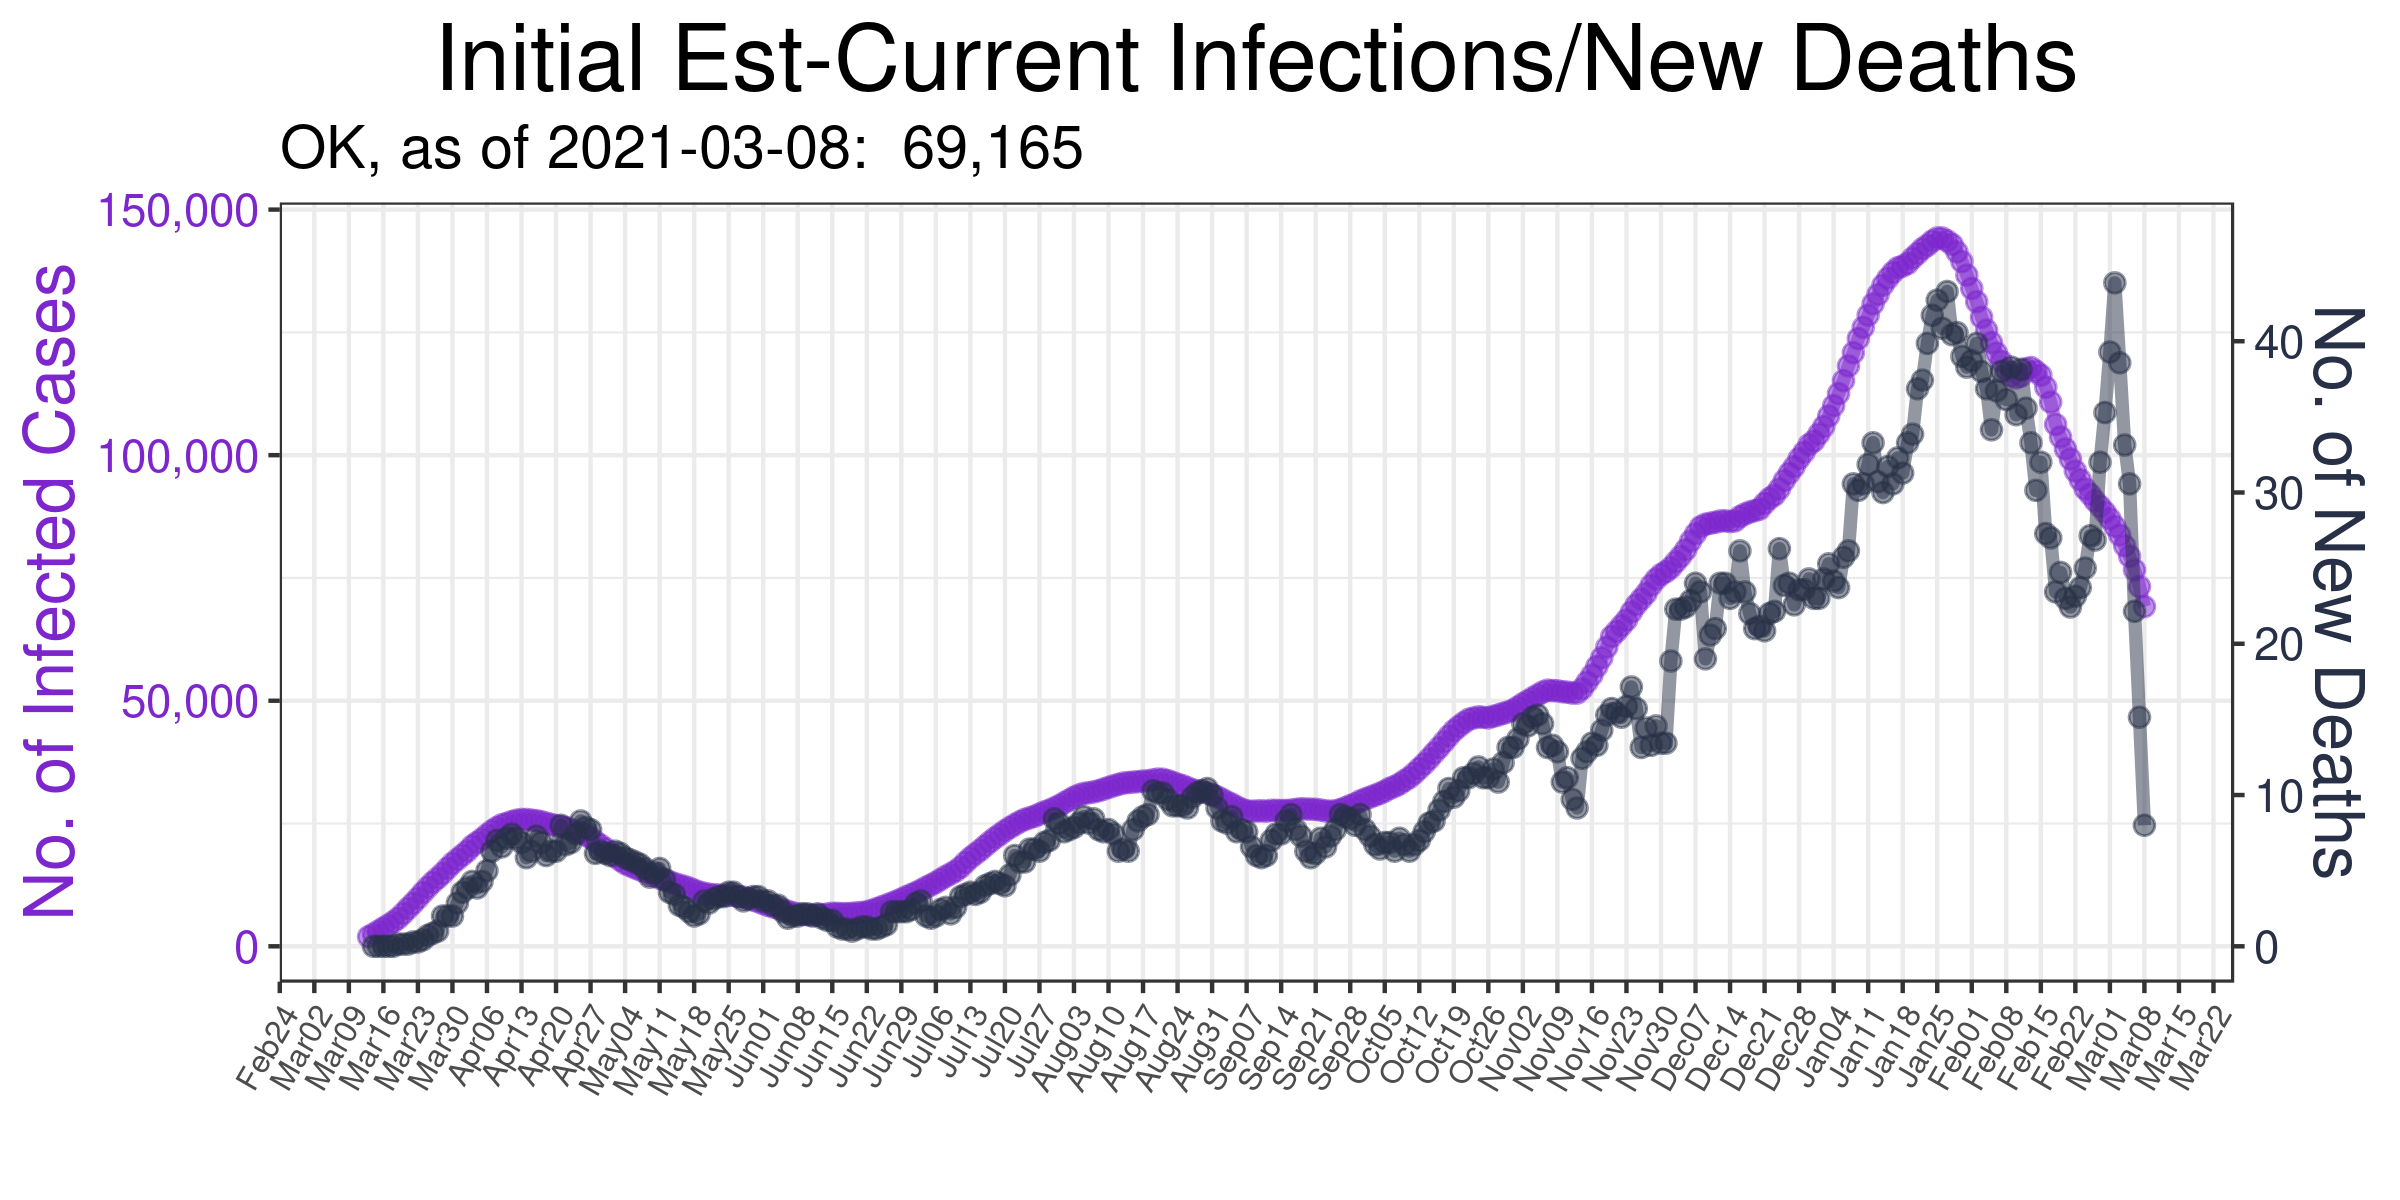 Initial Est-Current Infections/New Deaths
OK, as of 2021-03-08:  69,165
No. of Infected Cases
150,000
100,000
50,000
0
No. of New Deaths
40
30
20
10
0
Feb24 Mar02 Mar09 Mar16 Mar23 Mar30 Apr06 Apr13 Apr20 Apr27 May04 May11 May18 May25 Jun01 Jun08 Jun15 Jun22 Jun29 Jul06 Jul13 Jul20 Jul27 Aug03 Aug10 Aug17 Aug24 Aug31 Sep07 Sep14 Sep21 Sep28 Oct05 Oct12 Oct19 Oct26 Nov02 Nov09 Nov16 Nov23 Nov30 Dec07 Dec14 Dec21 Dec28 Jan04 Jan11 Jan18 Jan25 Feb01 Feb08 Feb15 Feb22 Mar01 Mar08 Mar15 Mar22